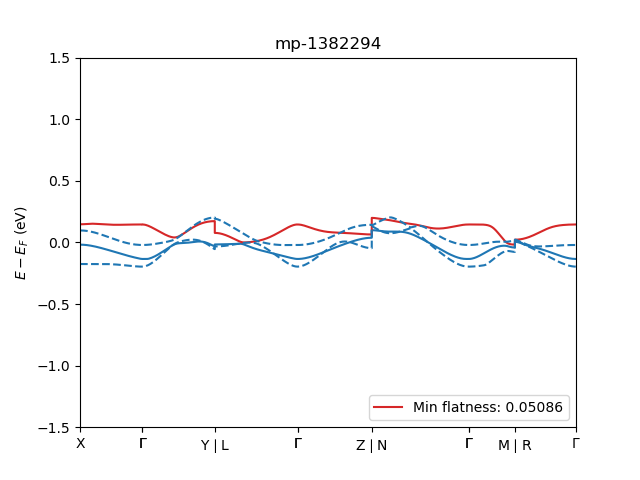 mp-1382294
E − E_F (eV)
1.5
1.0
0.5
0.0
−0.5
−1.0
−1.5
Min flatness: 0.05086
X Γ Y | L Γ Z | N Γ M | R Γ